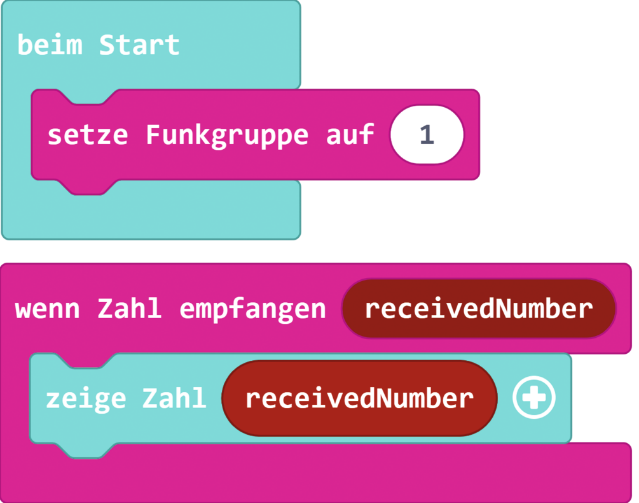 beim Start
setze Funkgruppe auf 1
wenn Zahl empfangen receivedNumber
zeige Zahl receivedNumber